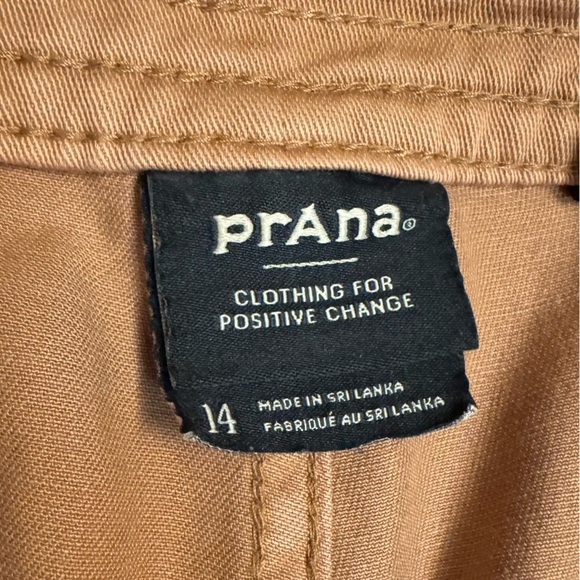 prAna®
CLOTHING FOR
POSITIVE CHANGE
14
MADE IN SRI LANKA
FABRIQUÉ AU SRI LANKA